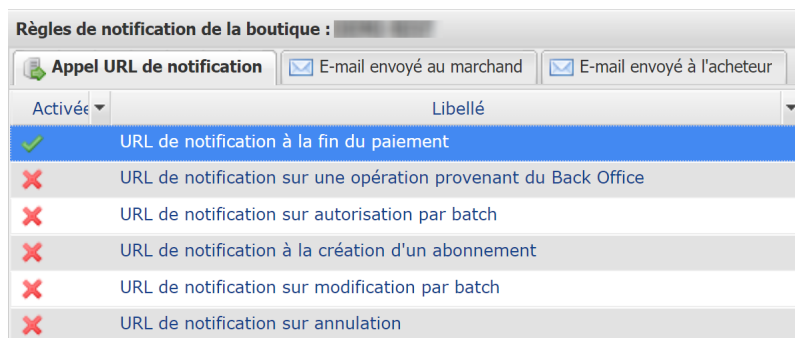 Règles de notification de la boutique :
Appel URL de notification E-mail envoyé au marchand E-mail envoyé à l'acheteur
Activée Libellé
URL de notification à la fin du paiement
URL de notification sur une opération provenant du Back Office
URL de notification sur autorisation par batch
URL de notification à la création d'un abonnement
URL de notification sur modification par batch
URL de notification sur annulation